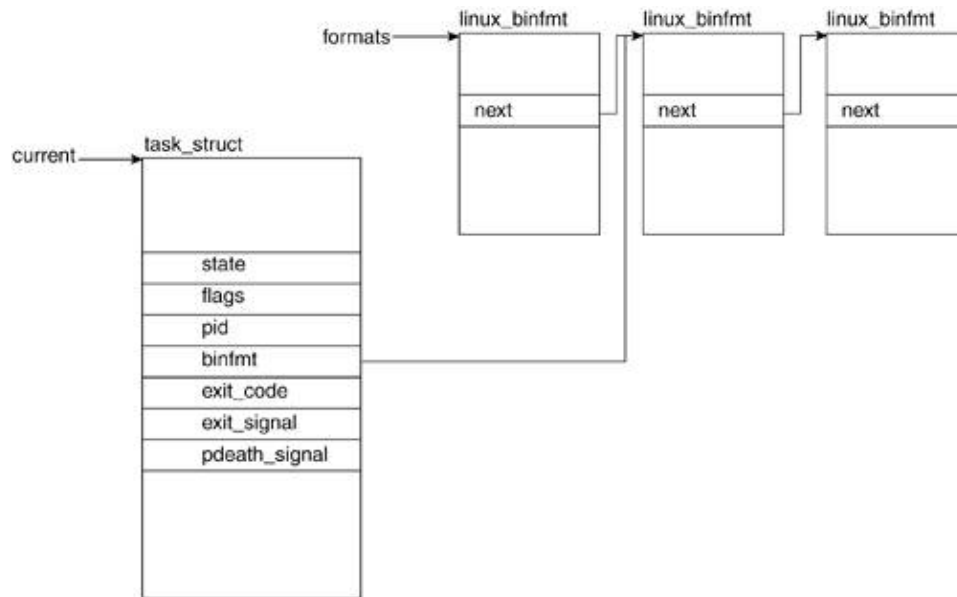 linux_binfmt
linux_binfmt
linux_binfmt
formats
next
next
next
task_struct
current
state
flags
pid
binfmt
exit_code
exit_signal
pdeath_signal